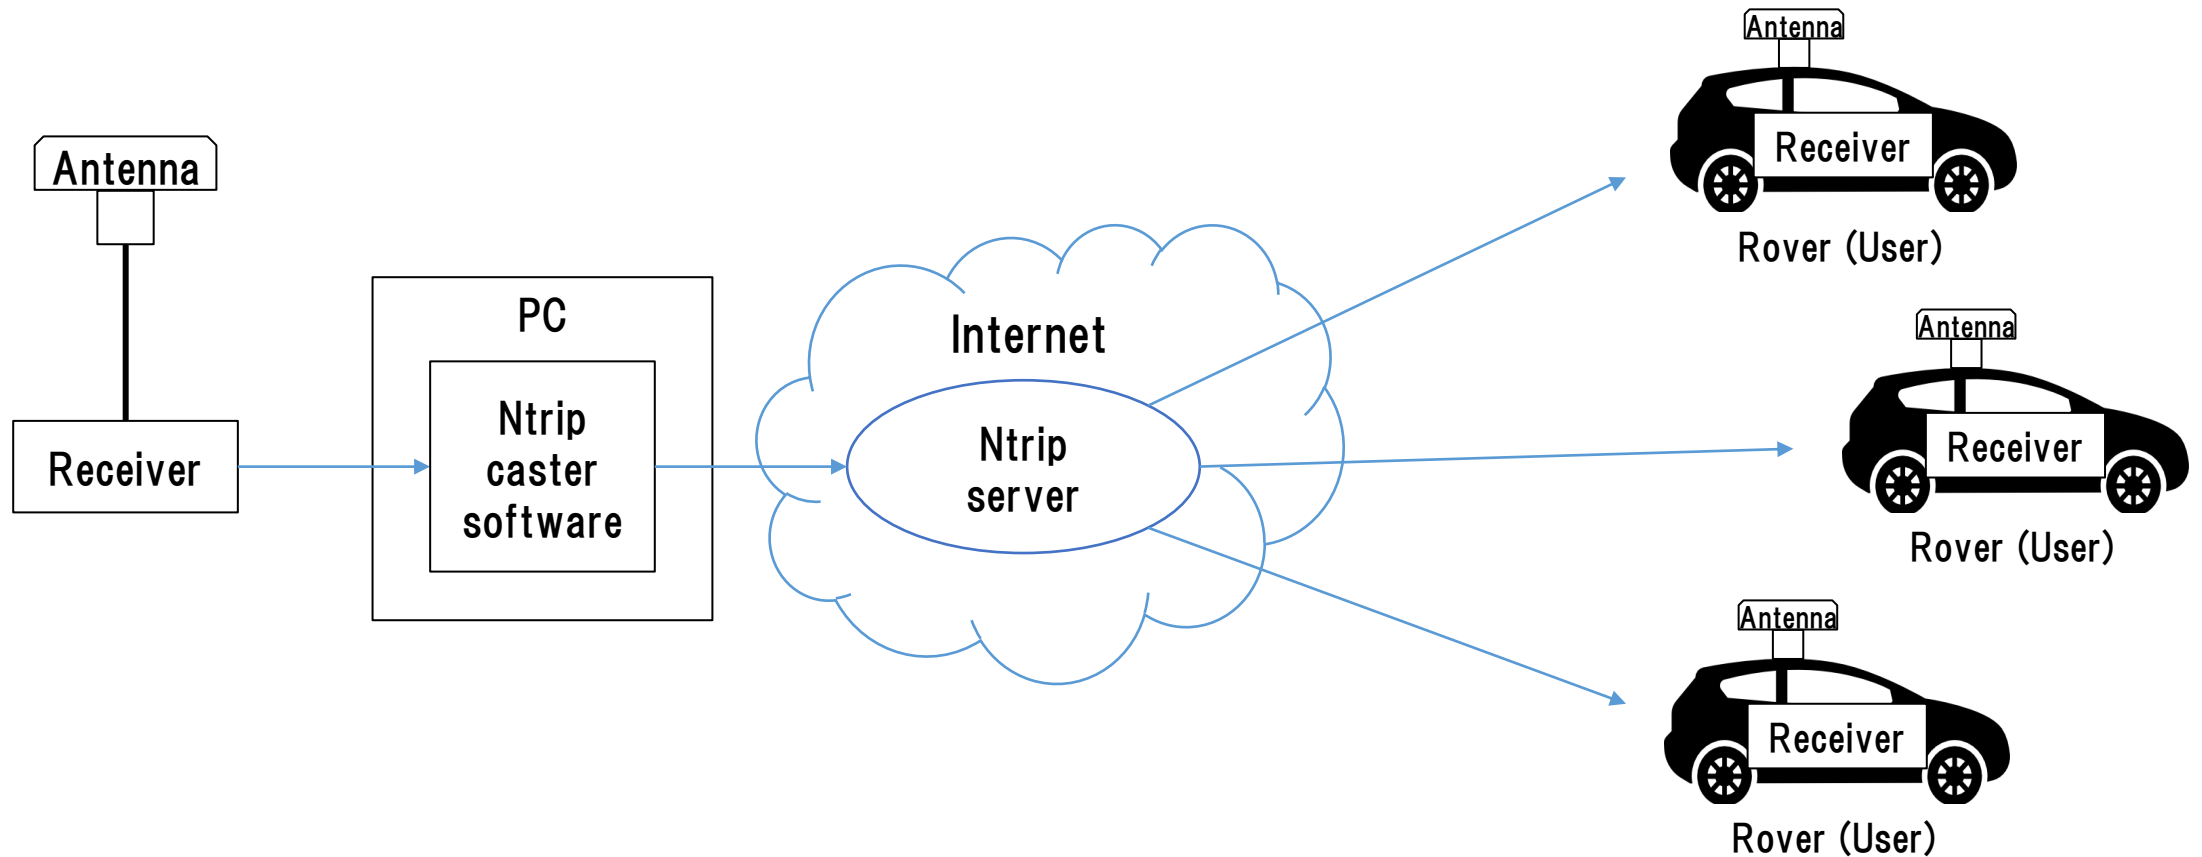 Antenna
Receiver
PC
Ntrip
caster
software
Internet
Ntrip
server
Antenna
Receiver
Rover (User)
Antenna
Receiver
Rover (User)
Antenna
Receiver
Rover (User)